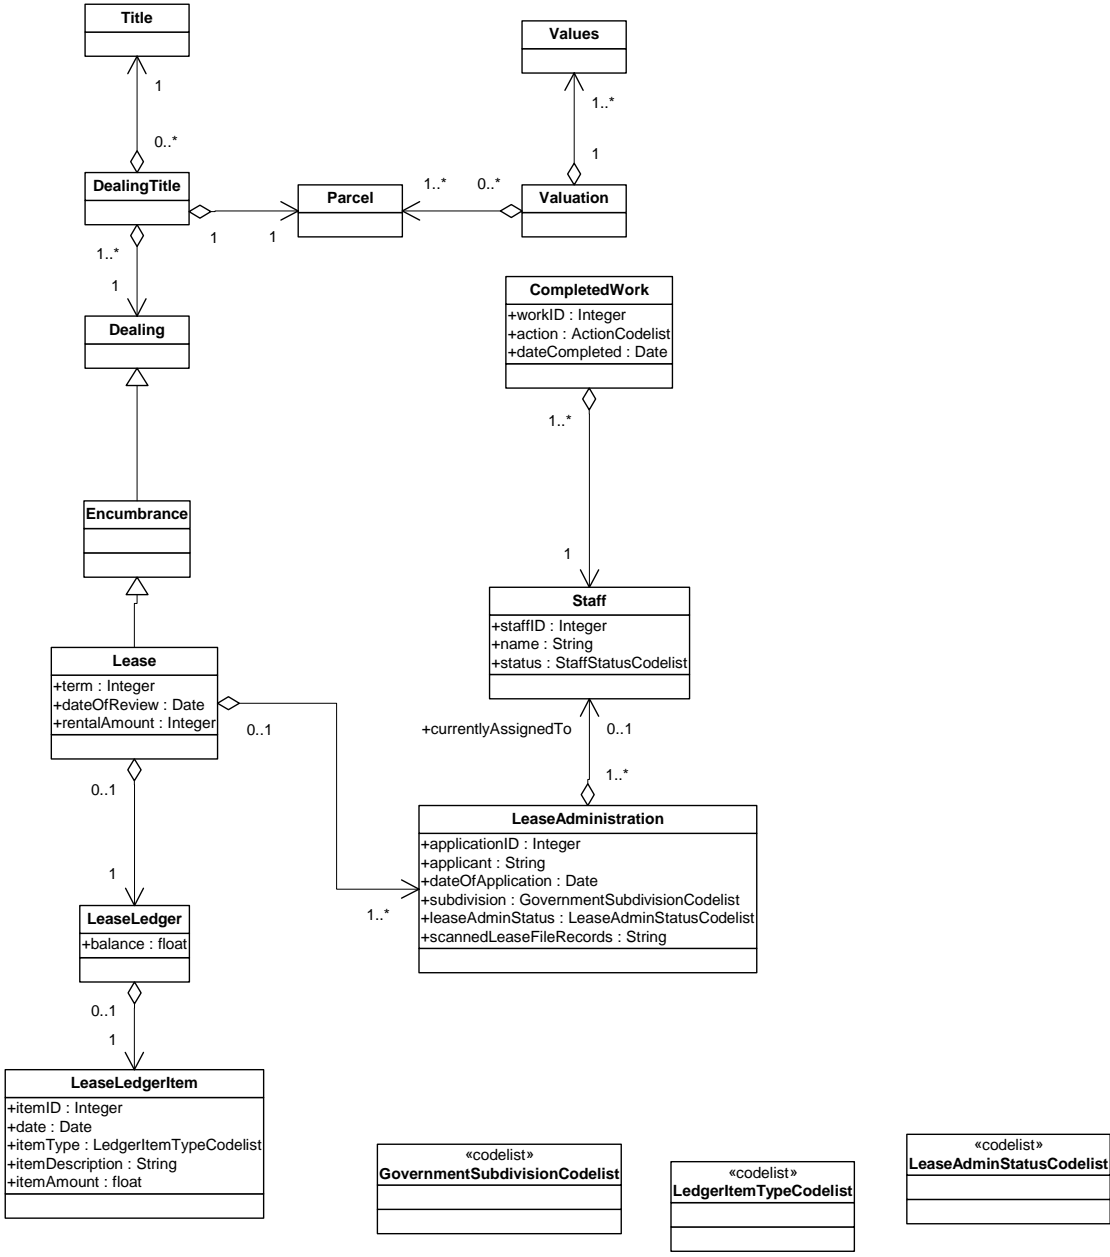 Title
Values
1
1..*
0..*
1
DealingTitle
Parcel
1..*
0..*
Valuation
1
1
1..*
1
CompletedWork
+workID : Integer
+action : ActionCodelist
+dateCompleted : Date
Dealing
1..*
Encumbrance
1
Staff
+staffID : Integer
+name : String
+status : StaffStatusCodelist
Lease
+term : Integer
+dateOfReview : Date
+rentalAmount : Integer
0..1
+currentlyAssignedTo
0..1
0..1
1..*
LeaseAdministration
+applicationID : Integer
+applicant : String
+dateOfApplication : Date
+subdivision : GovernmentSubdivisionCodelist
+leaseAdminStatus : LeaseAdminStatusCodelist
+scannedLeaseFileRecords : String
1
1..*
LeaseLedger
+balance : float
0..1
1
LeaseLedgerItem
+itemID : Integer
+date : Date
+itemType : LedgerItemTypeCodelist
+itemDescription : String
+itemAmount : float
«codelist»
GovernmentSubdivisionCodelist
«codelist»
LedgerItemTypeCodelist
«codelist»
LeaseAdminStatusCodelist